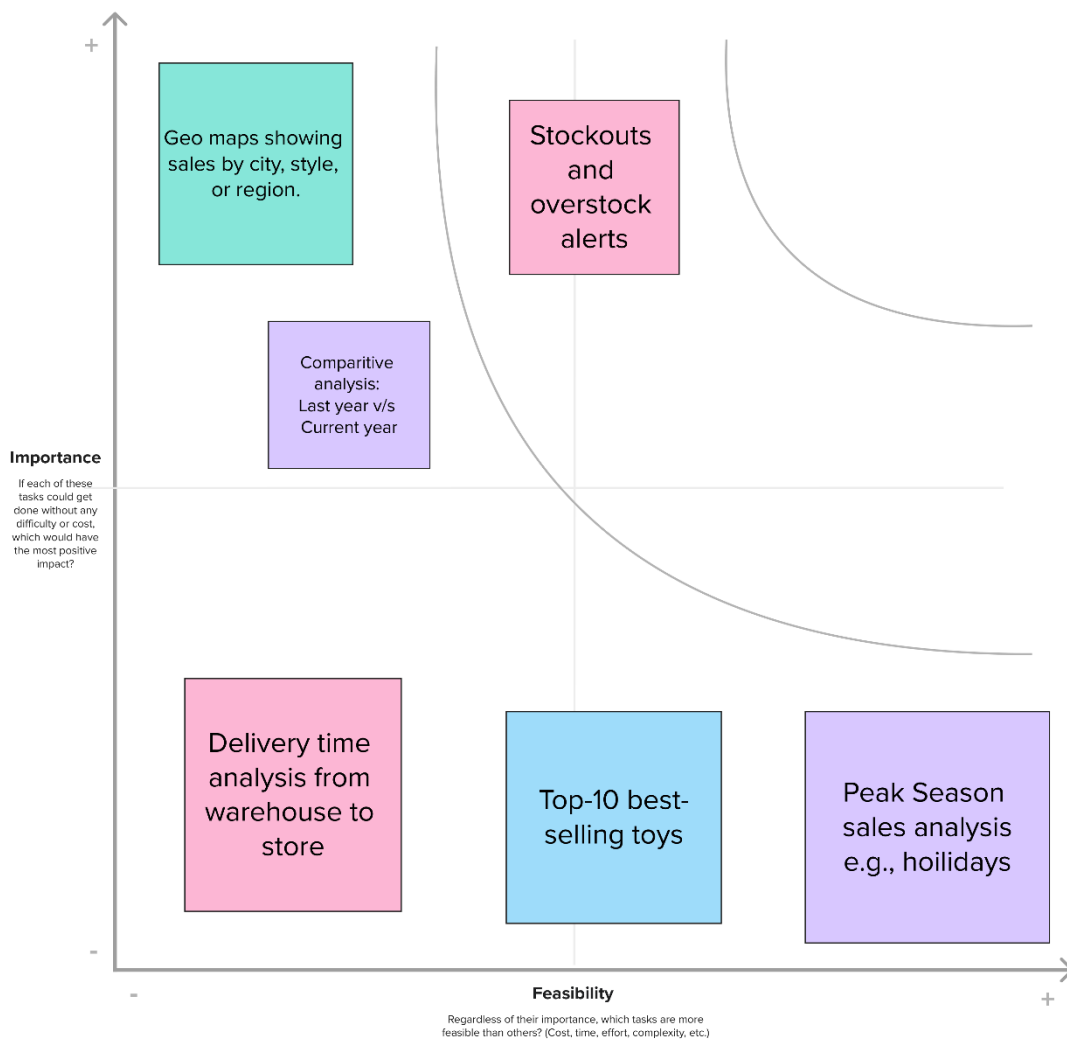 +
Geo maps showing
sales by city, style,
or region.
Stockouts
and
overstock
alerts
Comparitive
analysis:
Last year v/s
Current year
Importance
If each of these
tasks could get
done without any
difficulty or cost,
which would have
the most positive
impact?
Delivery time
analysis from
warehouse to
store
Top-10 best-
selling toys
Peak Season
sales analysis
e.g., hoilidays
-
-
+
Feasibility
Regardless of their importance, which tasks are more
feasible than others? (Cost, time, effort, complexity, etc.)